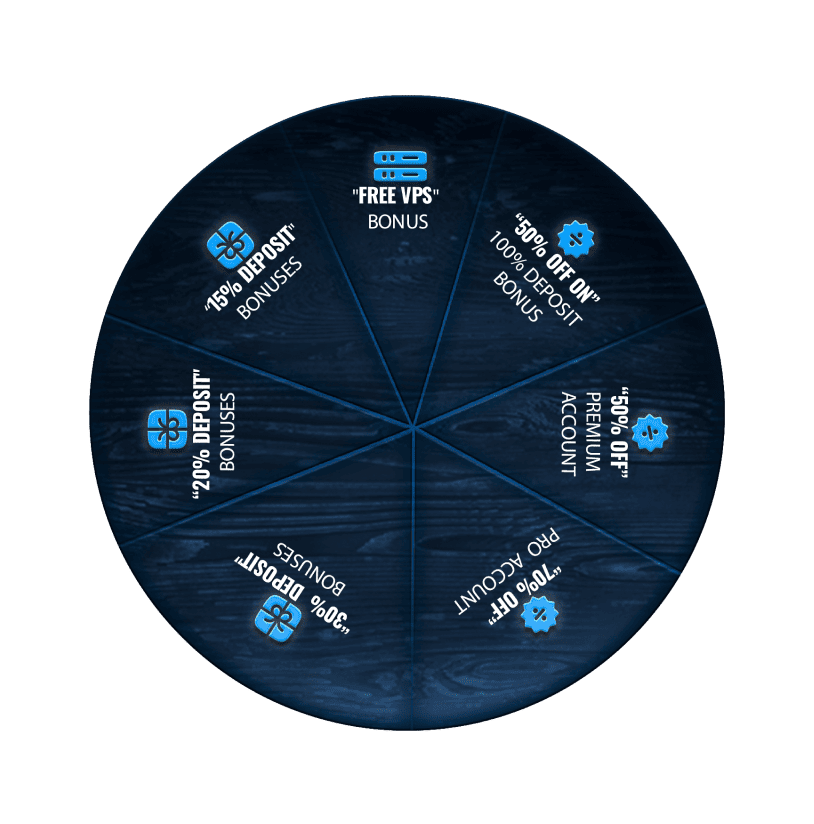 "FREE VPS"
BONUS
“50% OFF ON”
100% DEPOSIT
BONUS
“50% OFF”
PREMIUM
ACCOUNT
“70% OFF”
PRO ACCOUNT
“30% DEPOSIT"
BONUSES
“20% DEPOSIT"
BONUSES
“15% DEPOSIT"
BONUSES